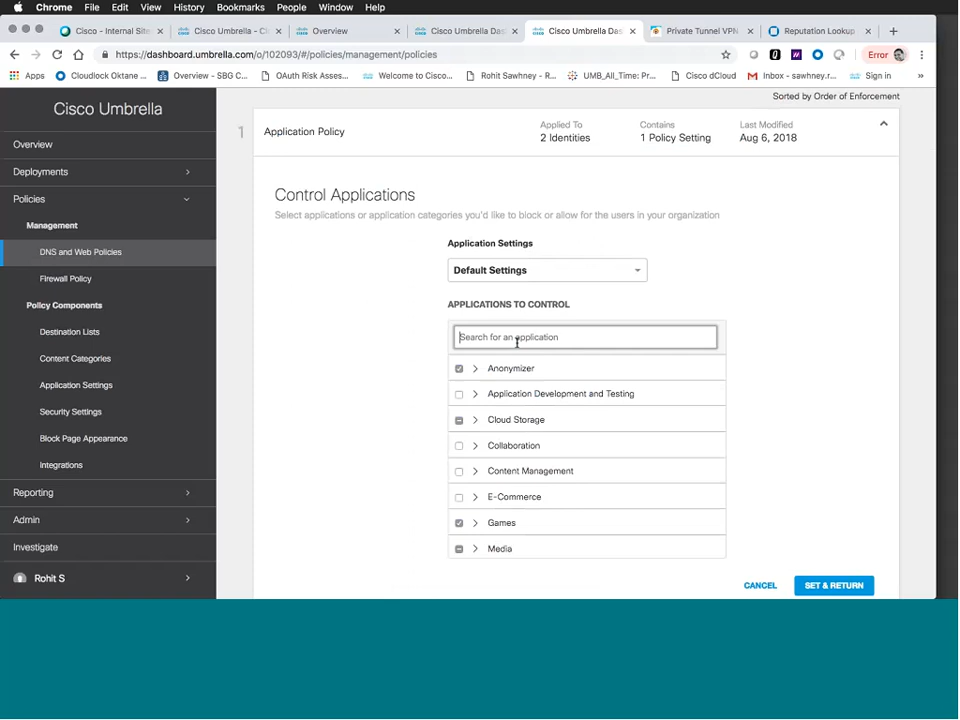 Chrome File Edit View History Bookmarks People Window Help
Cisco - Internal Site Cisco Umbrella - C Overview Cisco Umbrella Das Cisco Umbrella Das Private Tunnel VPN Reputation Lookup
https://dashboard.umbrella.com/o/102093/#/policies/management/policies Error
Apps Cloudlock Oktane ... Overview - SBG C... OAuth Risk Asses... Welcome to Cisco... Rohit Sawhney - R... UMB_All_Time: Pr... Cisco dCloud Inbox - sawhney.r... Sign in »
Cisco Umbrella
Overview
Deployments
Policies
Management
DNS and Web Policies
Firewall Policy
Policy Components
Destination Lists
Content Categories
Application Settings
Security Settings
Block Page Appearance
Integrations
Reporting
Admin
Investigate
Rohit S
Sorted by Order of Enforcement
1 Application Policy
Applied To
2 Identities
Contains
1 Policy Setting
Last Modified
Aug 6, 2018
Control Applications
Select applications or application categories you'd like to block or allow for the users in your organization
Application Settings
Default Settings
APPLICATIONS TO CONTROL
Search for an application
Anonymizer
Application Development and Testing
Cloud Storage
Collaboration
Content Management
E-Commerce
Games
Media
CANCEL SET & RETURN